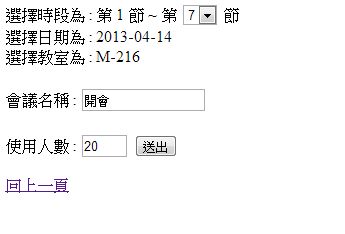 選擇時段為 : 第 1 節 ~ 第 7 節
選擇日期為 : 2013-04-14
選擇教室為 : M-216
會議名稱 : 開會
使用人數 : 20 送出
回上一頁